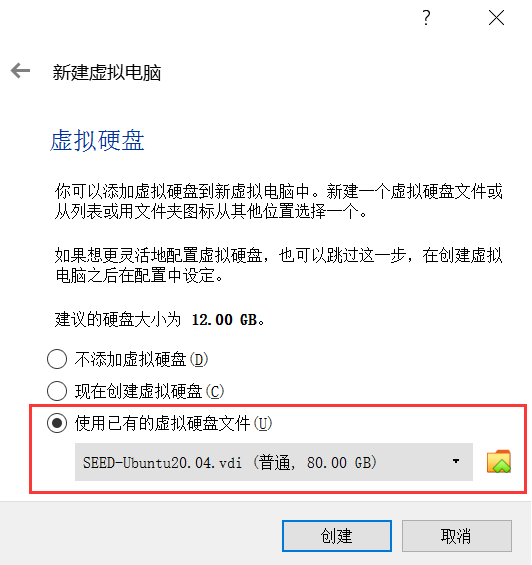 ?
新建虚拟电脑
虚拟硬盘
你可以添加虚拟硬盘到新虚拟电脑中。新建一个虚拟硬盘文件或
从列表或用文件夹图标从其他位置选择一个。
如果想更灵活地配置虚拟硬盘，也可以跳过这一步，在创建虚拟
电脑之后在配置中设定。
建议的硬盘大小为 12.00 GB。
不添加虚拟硬盘(D)
现在创建虚拟硬盘(C)
使用已有的虚拟硬盘文件(U)
SEED-Ubuntu20.04.vdi (普通, 80.00 GB)
创建
取消